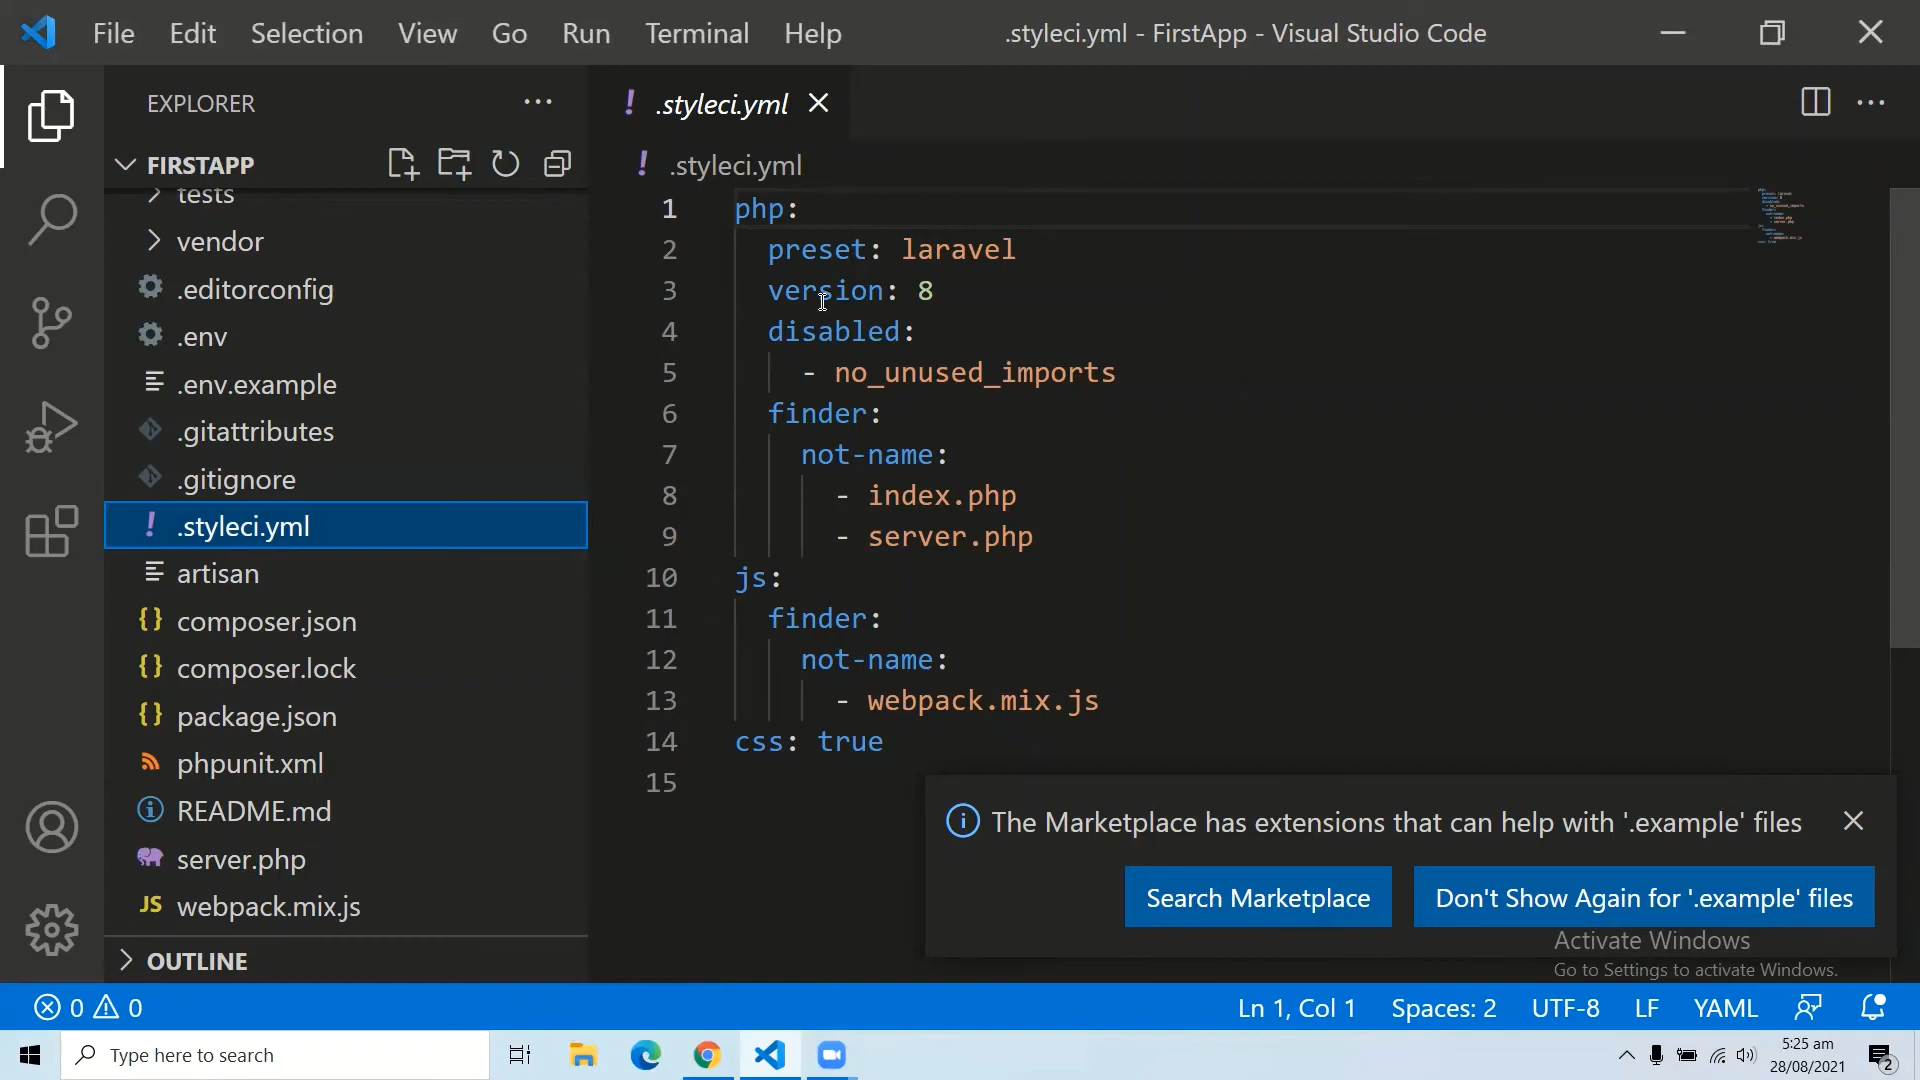 File Edit Selection View Go Run Terminal Help
.styleci.yml - FirstApp - Visual Studio Code
EXPLORER
FIRSTAPP
tests
vendor
.editorconfig
.env
.env.example
.gitattributes
.gitignore
.styleci.yml
artisan
composer.json
composer.lock
package.json
phpunit.xml
README.md
server.php
JS webpack.mix.js
OUTLINE
.styleci.yml
.styleci.yml
1 php:
2 preset: laravel
3 version: 8
4 disabled:
5 - no_unused_imports
6 finder:
7 not-name:
8 - index.php
9 - server.php
10 js:
11 finder:
12 not-name:
13 - webpack.mix.js
14 css: true
15
The Marketplace has extensions that can help with '.example' files
Search Marketplace
Don't Show Again for '.example' files
Activate Windows
Go to Settings to activate Windows.
0 0
Ln 1, Col 1 Spaces: 2 UTF-8 LF YAML
Type here to search
5:25 am
28/08/2021
2